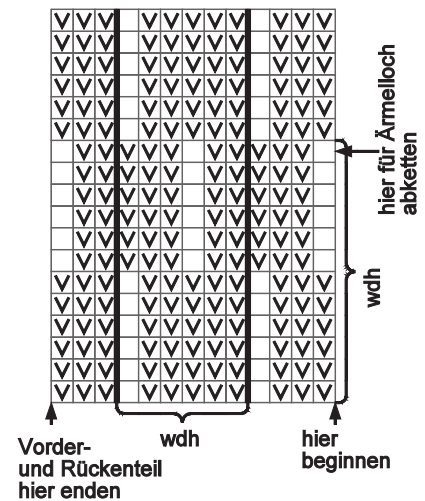 hier für Ärmelloch
abketten
wdh
wdh
Vorder-
und Rückenteil
hier enden
hier
beginnen